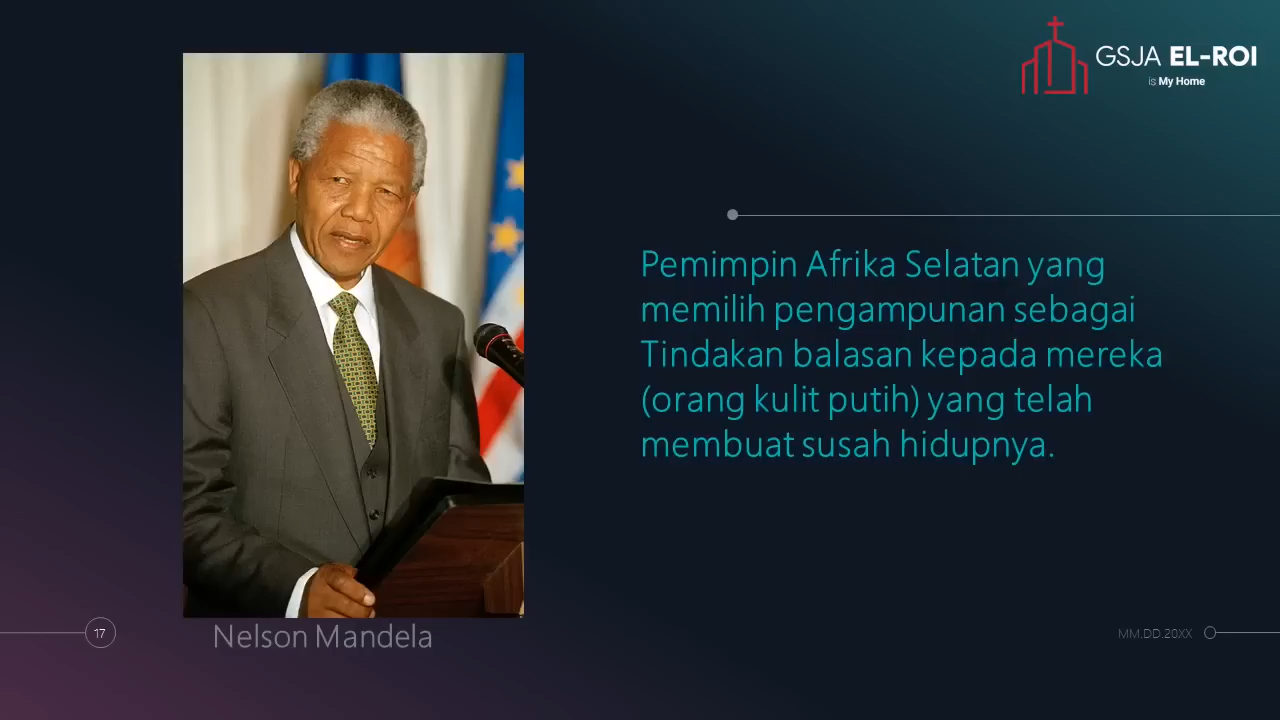 GSJA EL-ROI
is My Home
Pemimpin Afrika Selatan yang
memilih pengampunan sebagai
Tindakan balasan kepada mereka
(orang kulit putih) yang telah
membuat susah hidupnya.
17
Nelson Mandela
MM.DD.20XX